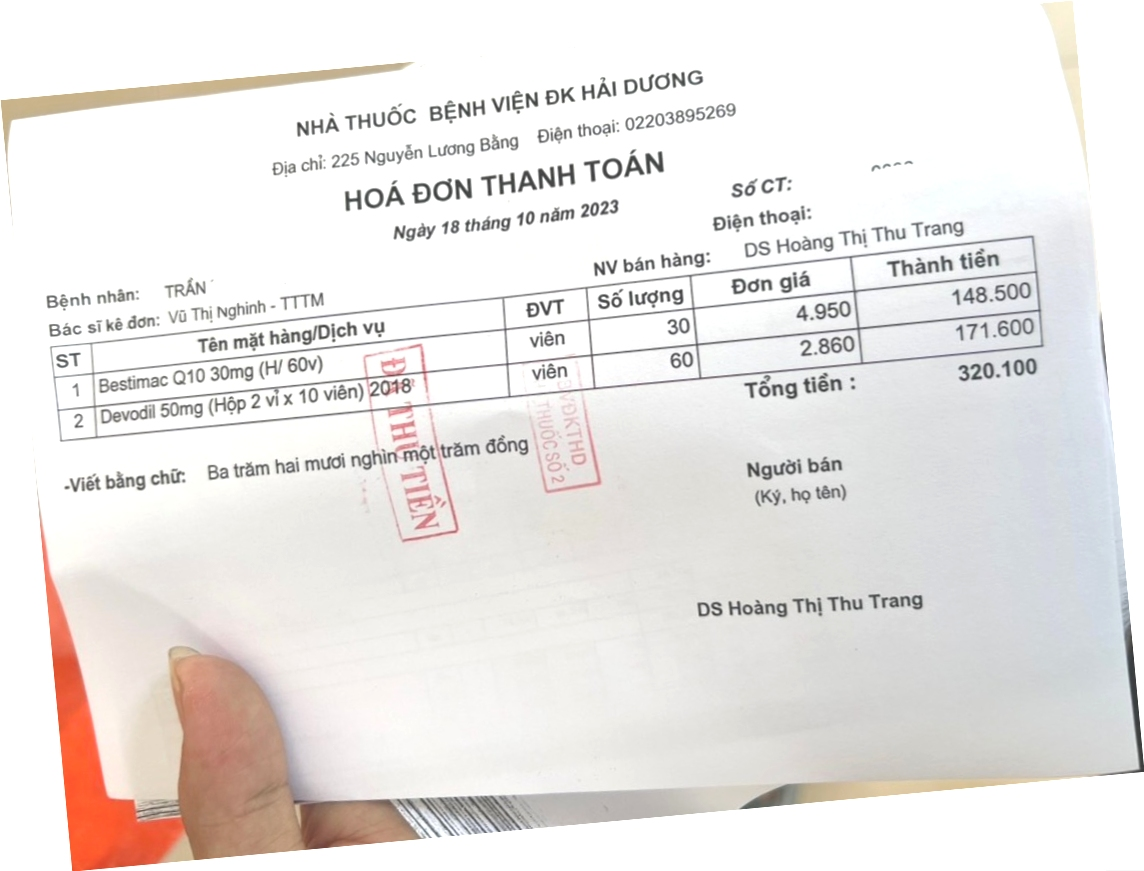 NHÀ THUỐC BỆNH VIỆN ĐK HẢI DƯƠNG
Địa chỉ: 225 Nguyễn Lương Bằng Điện thoại: 02203895269
HOÁ ĐƠN THANH TOÁN
Ngày 18 tháng 10 năm 2023
Số CT:
Điện thoại:
Bệnh nhân: TRẦN
NV bán hàng: DS Hoàng Thị Thu Trang
Bác sĩ kê đơn: Vũ Thị Nghinh - TTTM
ST Tên mặt hàng/Dịch vụ ĐVT Số lượng Đơn giá Thành tiền
1 Bestimac Q10 30mg (H/ 60v) viên 30 4.950 148.500
2 Devodil 50mg (Hộp 2 vỉ x 10 viên) 2018 viên 60 2.860 171.600
Tổng tiền : 320.100
-Viết bằng chữ: Ba trăm hai mươi nghìn một trăm đồng
ĐÃ THU TIỀN
BVĐKTHD
THUỐC SỐ 2
Người bán
(Ký, họ tên)
DS Hoàng Thị Thu Trang